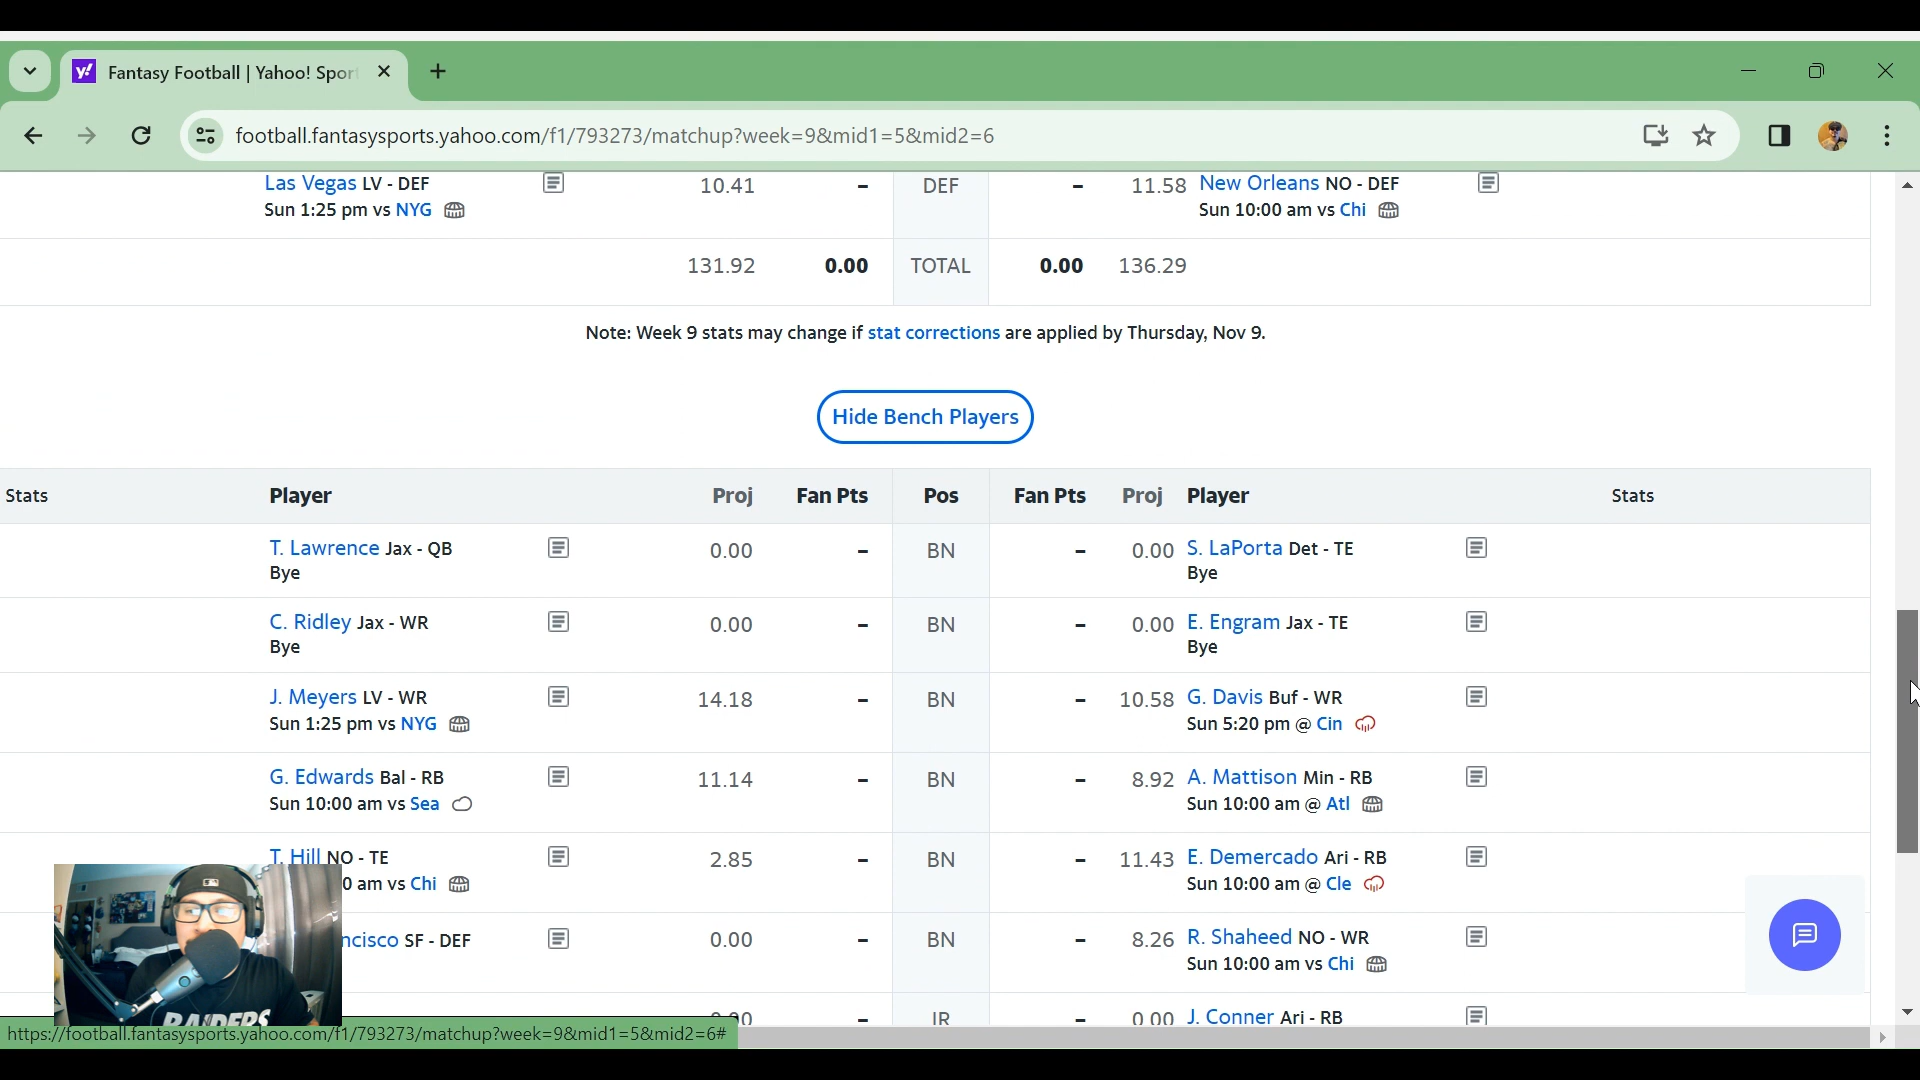 Fantasy Football | Yahoo! Spor
football.fantasysports.yahoo.com/f1/793273/matchup?week=9&mid1=5&mid2=6
Las Vegas LV - DEF 10.41 – DEF – 11.58 New Orleans NO - DEF
Sun 1:25 pm vs NYG Sun 10:00 am vs Chi
131.92 0.00 TOTAL 0.00 136.29
Note: Week 9 stats may change if stat corrections are applied by Thursday, Nov 9.
Hide Bench Players
Stats Player Proj Fan Pts Pos Fan Pts Proj Player Stats
T. Lawrence Jax - QB 0.00 – BN – 0.00 S. LaPorta Det - TE
Bye Bye
C. Ridley Jax - WR 0.00 – BN – 0.00 E. Engram Jax - TE
Bye Bye
J. Meyers LV - WR 14.18 – BN – 10.58 G. Davis Buf - WR
Sun 1:25 pm vs NYG Sun 5:20 pm @ Cin
G. Edwards Bal - RB 11.14 – BN – 8.92 A. Mattison Min - RB
Sun 10:00 am vs Sea Sun 10:00 am @ Atl
T. Hill NO - TE 2.85 – BN – 11.43 E. Demercado Ari - RB
0 am vs Chi Sun 10:00 am @ Cle
ncisco SF - DEF 0.00 – BN – 8.26 R. Shaheed NO - WR
Sun 10:00 am vs Chi
– IR – 0.00 J. Conner Ari - RB
RAIDERS
https://football.fantasysports.yahoo.com/f1/793273/matchup?week=9&mid1=5&mid2=6#